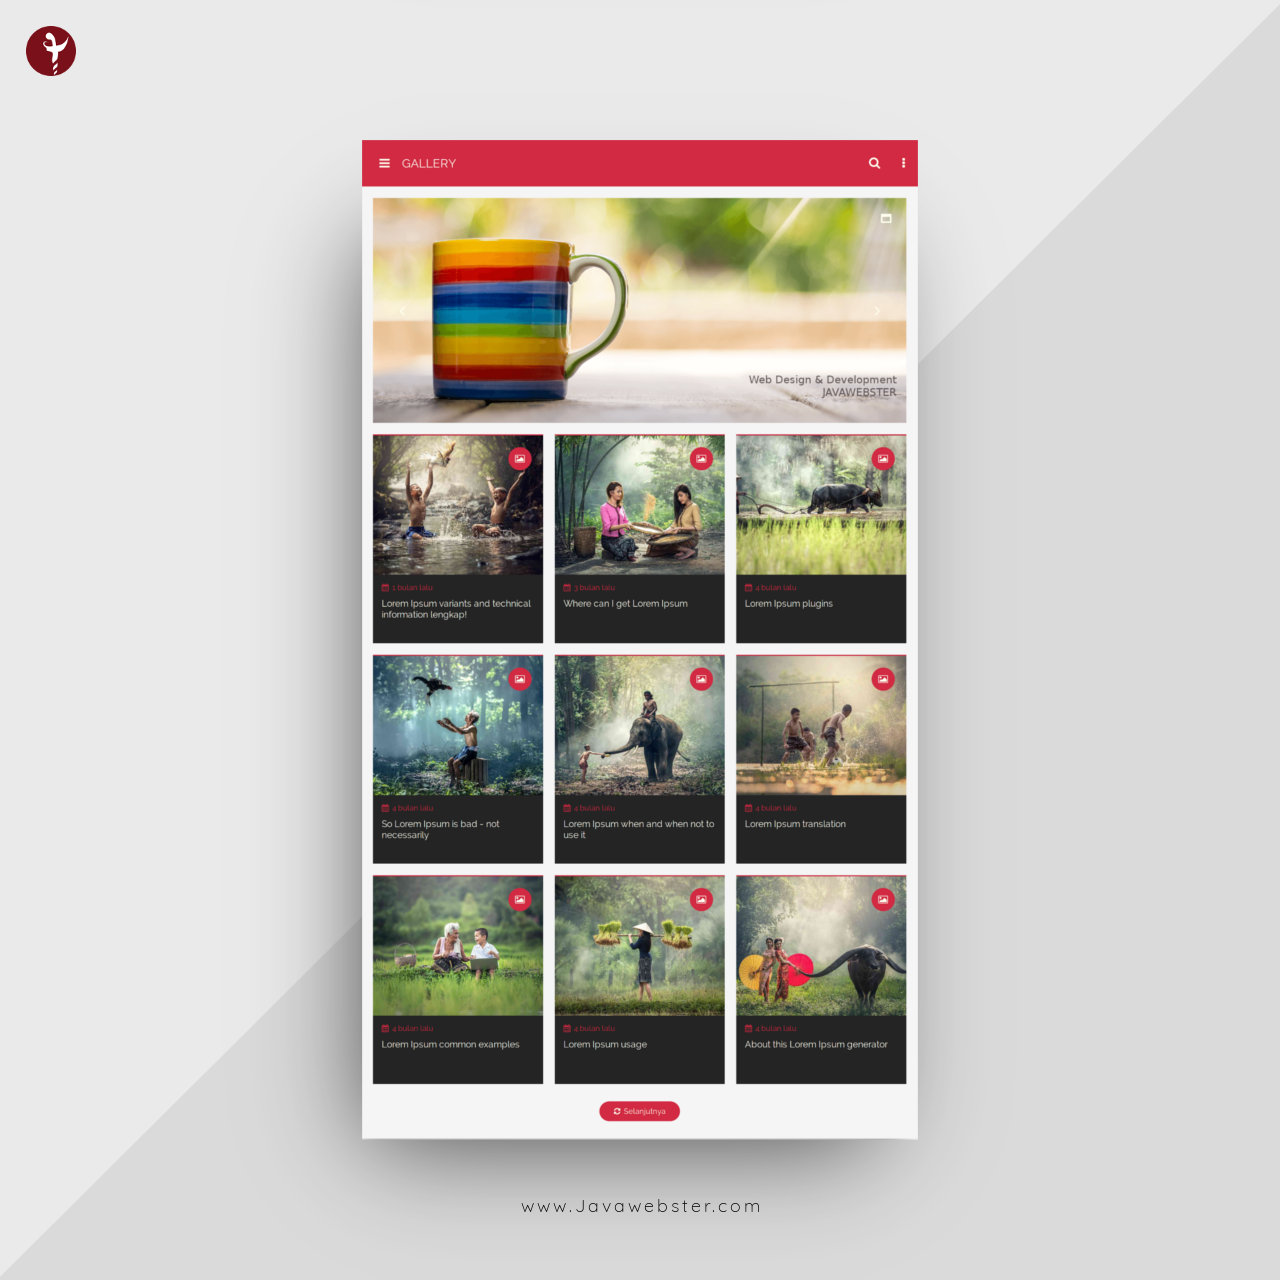 GALLERY
Web Design & Development
JAVAWEBSTER
1 bulan lalu
Lorem Ipsum variants and technical
information lengkap!
3 bulan lalu
Where can I get Lorem Ipsum
4 bulan lalu
Lorem Ipsum plugins
4 bulan lalu
So Lorem Ipsum is bad - not
necessarily
4 bulan lalu
Lorem Ipsum when and when not to
use it
4 bulan lalu
Lorem Ipsum translation
4 bulan lalu
Lorem Ipsum common examples
4 bulan lalu
Lorem Ipsum usage
4 bulan lalu
About this Lorem Ipsum generator
Selanjutnya
www.Javawebster.com